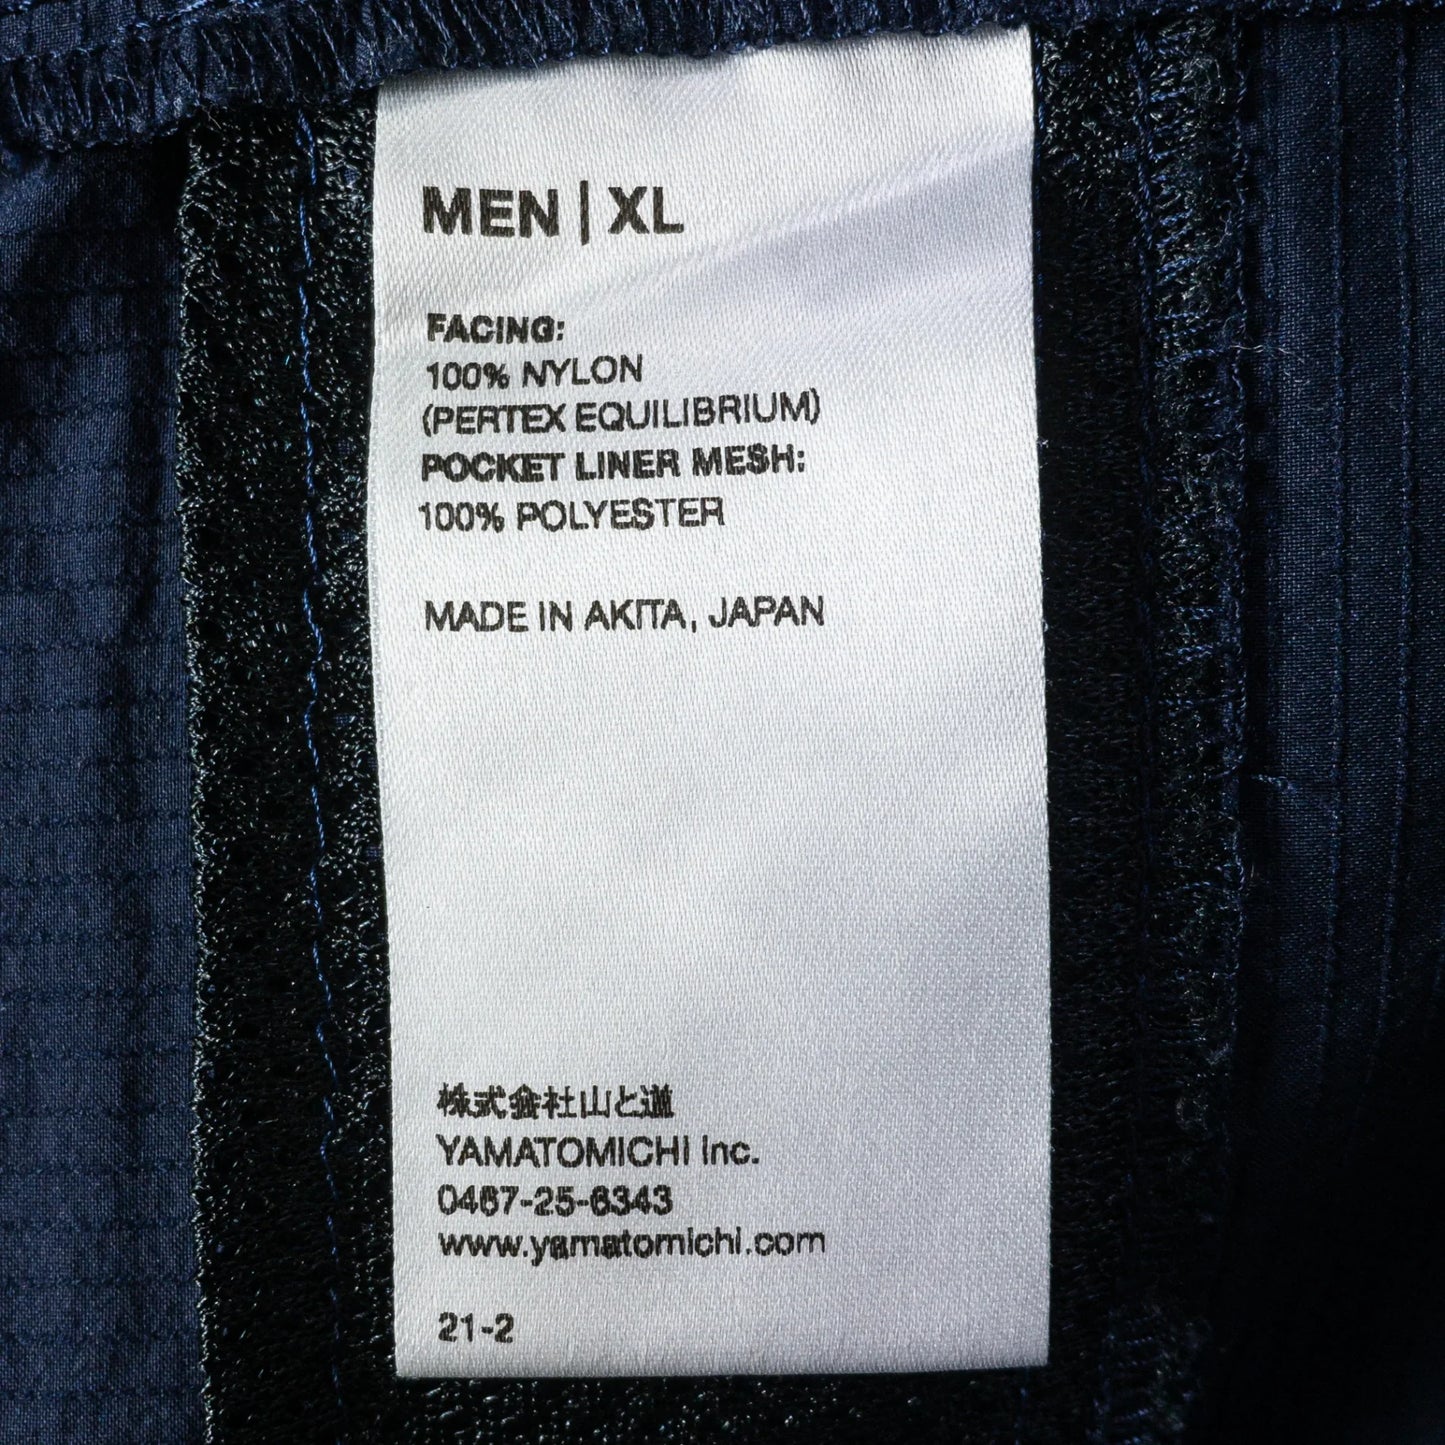 MEN | XL
FACING:
100% NYLON
(PERTEX EQUILIBRIUM)
POCKET LINER MESH:
100% POLYESTER
MADE IN AKITA, JAPAN
株式会社山と道
YAMATOMICHI Inc.
0467-25-6343
www.yamatomichi.com
21-2